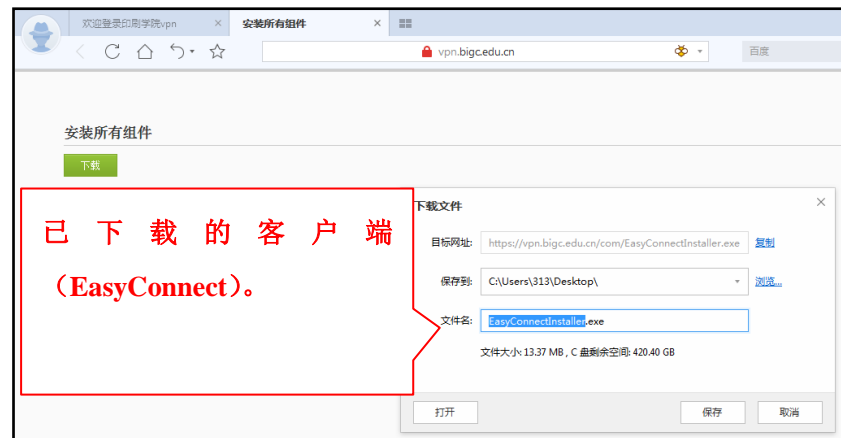 欢迎登录印刷学院vpn
安装所有组件
vpn.bigc.edu.cn
百度
安装所有组件
下载
已下载的客户端
（EasyConnect）。
下载文件
目标网址: https://vpn.bigc.edu.cn/com/EasyConnectInstaller.exe 复制
保存到: C:\Users\313\Desktop\ 浏览...
文件名: EasyConnectInstaller.exe
文件大小: 13.37 MB , C 盘剩余空间: 420.40 GB
打开 保存 取消